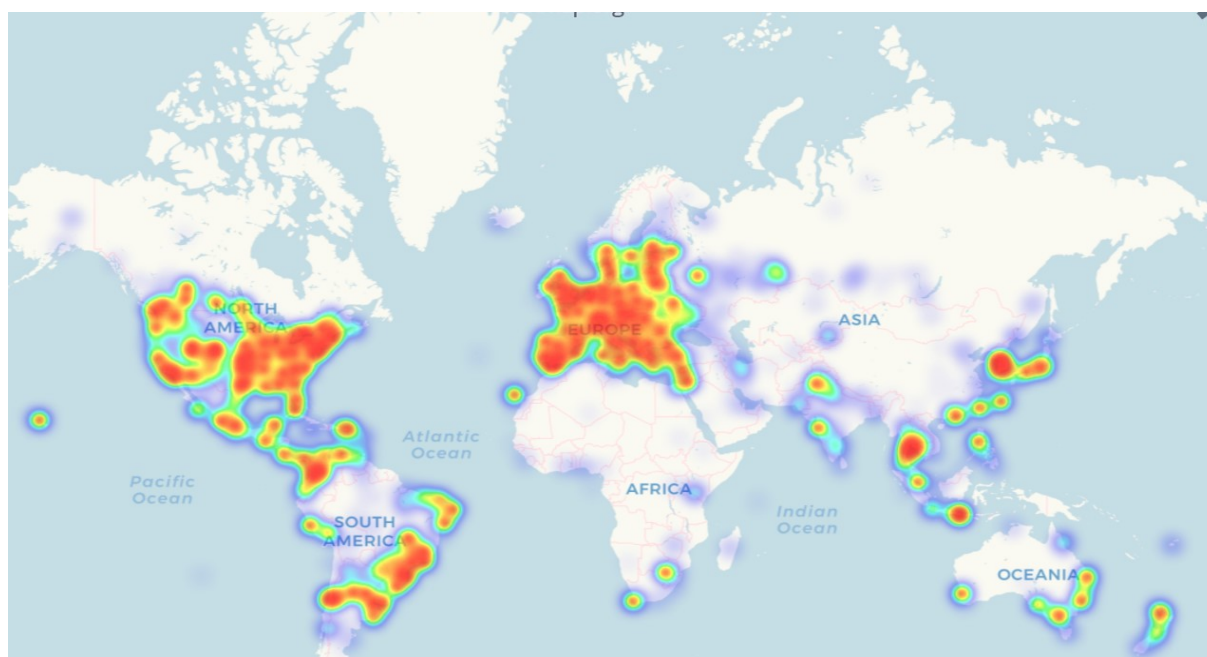 NORTH
AMERICA
EUROPE
ASIA
Atlantic
Ocean
Pacific
Ocean
AFRICA
Indian
Ocean
SOUTH
AMERICA
OCEANIA